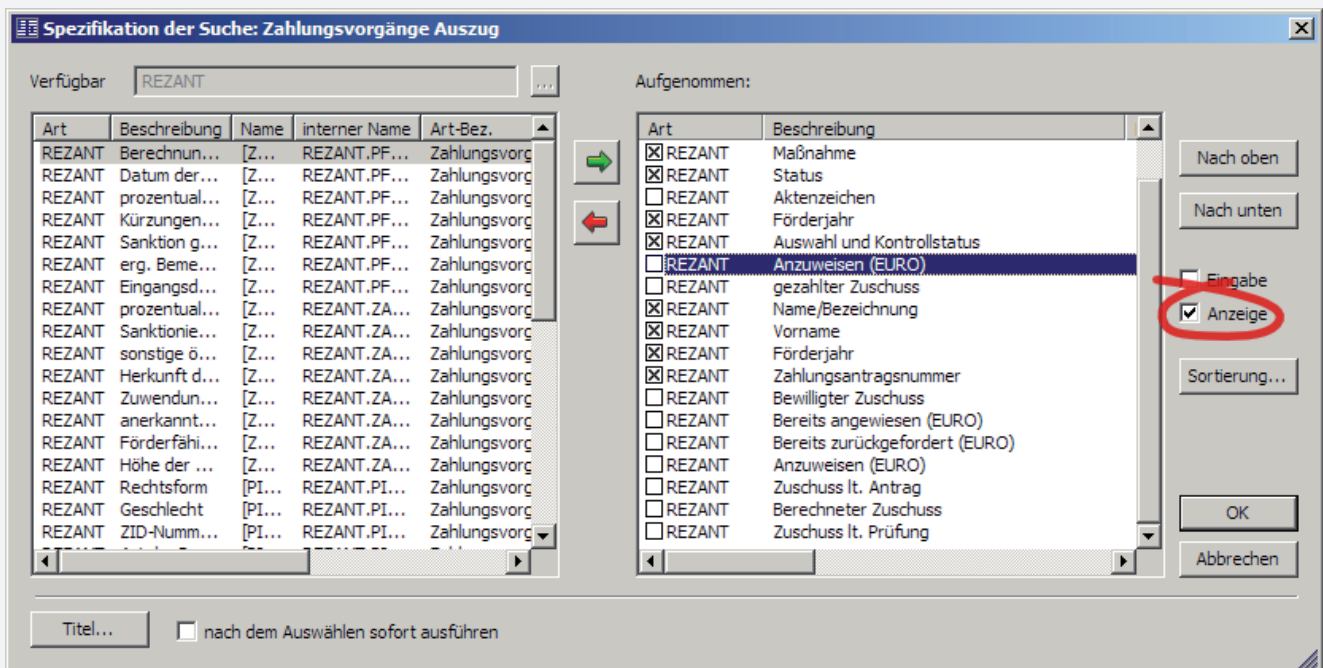 Spezifikation der Suche: Zahlungsvorgänge Auszug
Verfügbar REZANT ...
Art Beschreibung Name interner Name Art-Bez.
REZANT Berechnun... [Z... REZANT.PF... Zahlungsvorg
REZANT Datum der... [Z... REZANT.PF... Zahlungsvorg
REZANT prozentual... [Z... REZANT.PF... Zahlungsvorg
REZANT Kürzungen... [Z... REZANT.PF... Zahlungsvorg
REZANT Sanktion g... [Z... REZANT.PF... Zahlungsvorg
REZANT erg. Beme... [Z... REZANT.PF... Zahlungsvorg
REZANT Eingangsd... [Z... REZANT.PF... Zahlungsvorg
REZANT prozentual... [Z... REZANT.ZA... Zahlungsvorg
REZANT Sanktionie... [Z... REZANT.ZA... Zahlungsvorg
REZANT sonstige ö... [Z... REZANT.ZA... Zahlungsvorg
REZANT Herkunft d... [Z... REZANT.ZA... Zahlungsvorg
REZANT Zuwendun... [Z... REZANT.ZA... Zahlungsvorg
REZANT anerkannt... [Z... REZANT.ZA... Zahlungsvorg
REZANT Förderfähi... [Z... REZANT.ZA... Zahlungsvorg
REZANT Höhe der ... [Z... REZANT.ZA... Zahlungsvorg
REZANT Rechtsform [PI... REZANT.PI... Zahlungsvorg
REZANT Geschlecht [PI... REZANT.PI... Zahlungsvorg
REZANT ZID-Numm... [PI... REZANT.PI... Zahlungsvorg
Aufgenommen:
Art Beschreibung
REZANT Maßnahme
REZANT Status
REZANT Aktenzeichen
REZANT Förderjahr
REZANT Auswahl und Kontrollstatus
REZANT Anzuweisen (EURO)
REZANT gezahlter Zuschuss
REZANT Name/Bezeichnung
REZANT Vorname
REZANT Förderjahr
REZANT Zahlungsantragsnummer
REZANT Bewilligter Zuschuss
REZANT Bereits angewiesen (EURO)
REZANT Bereits zurückgefordert (EURO)
REZANT Anzuweisen (EURO)
REZANT Zuschuss lt. Antrag
REZANT Berechneter Zuschuss
REZANT Zuschuss lt. Prüfung
Nach oben
Nach unten
Eingabe
Anzeige
Sortierung...
OK
Abbrechen
Titel... nach dem Auswählen sofort ausführen